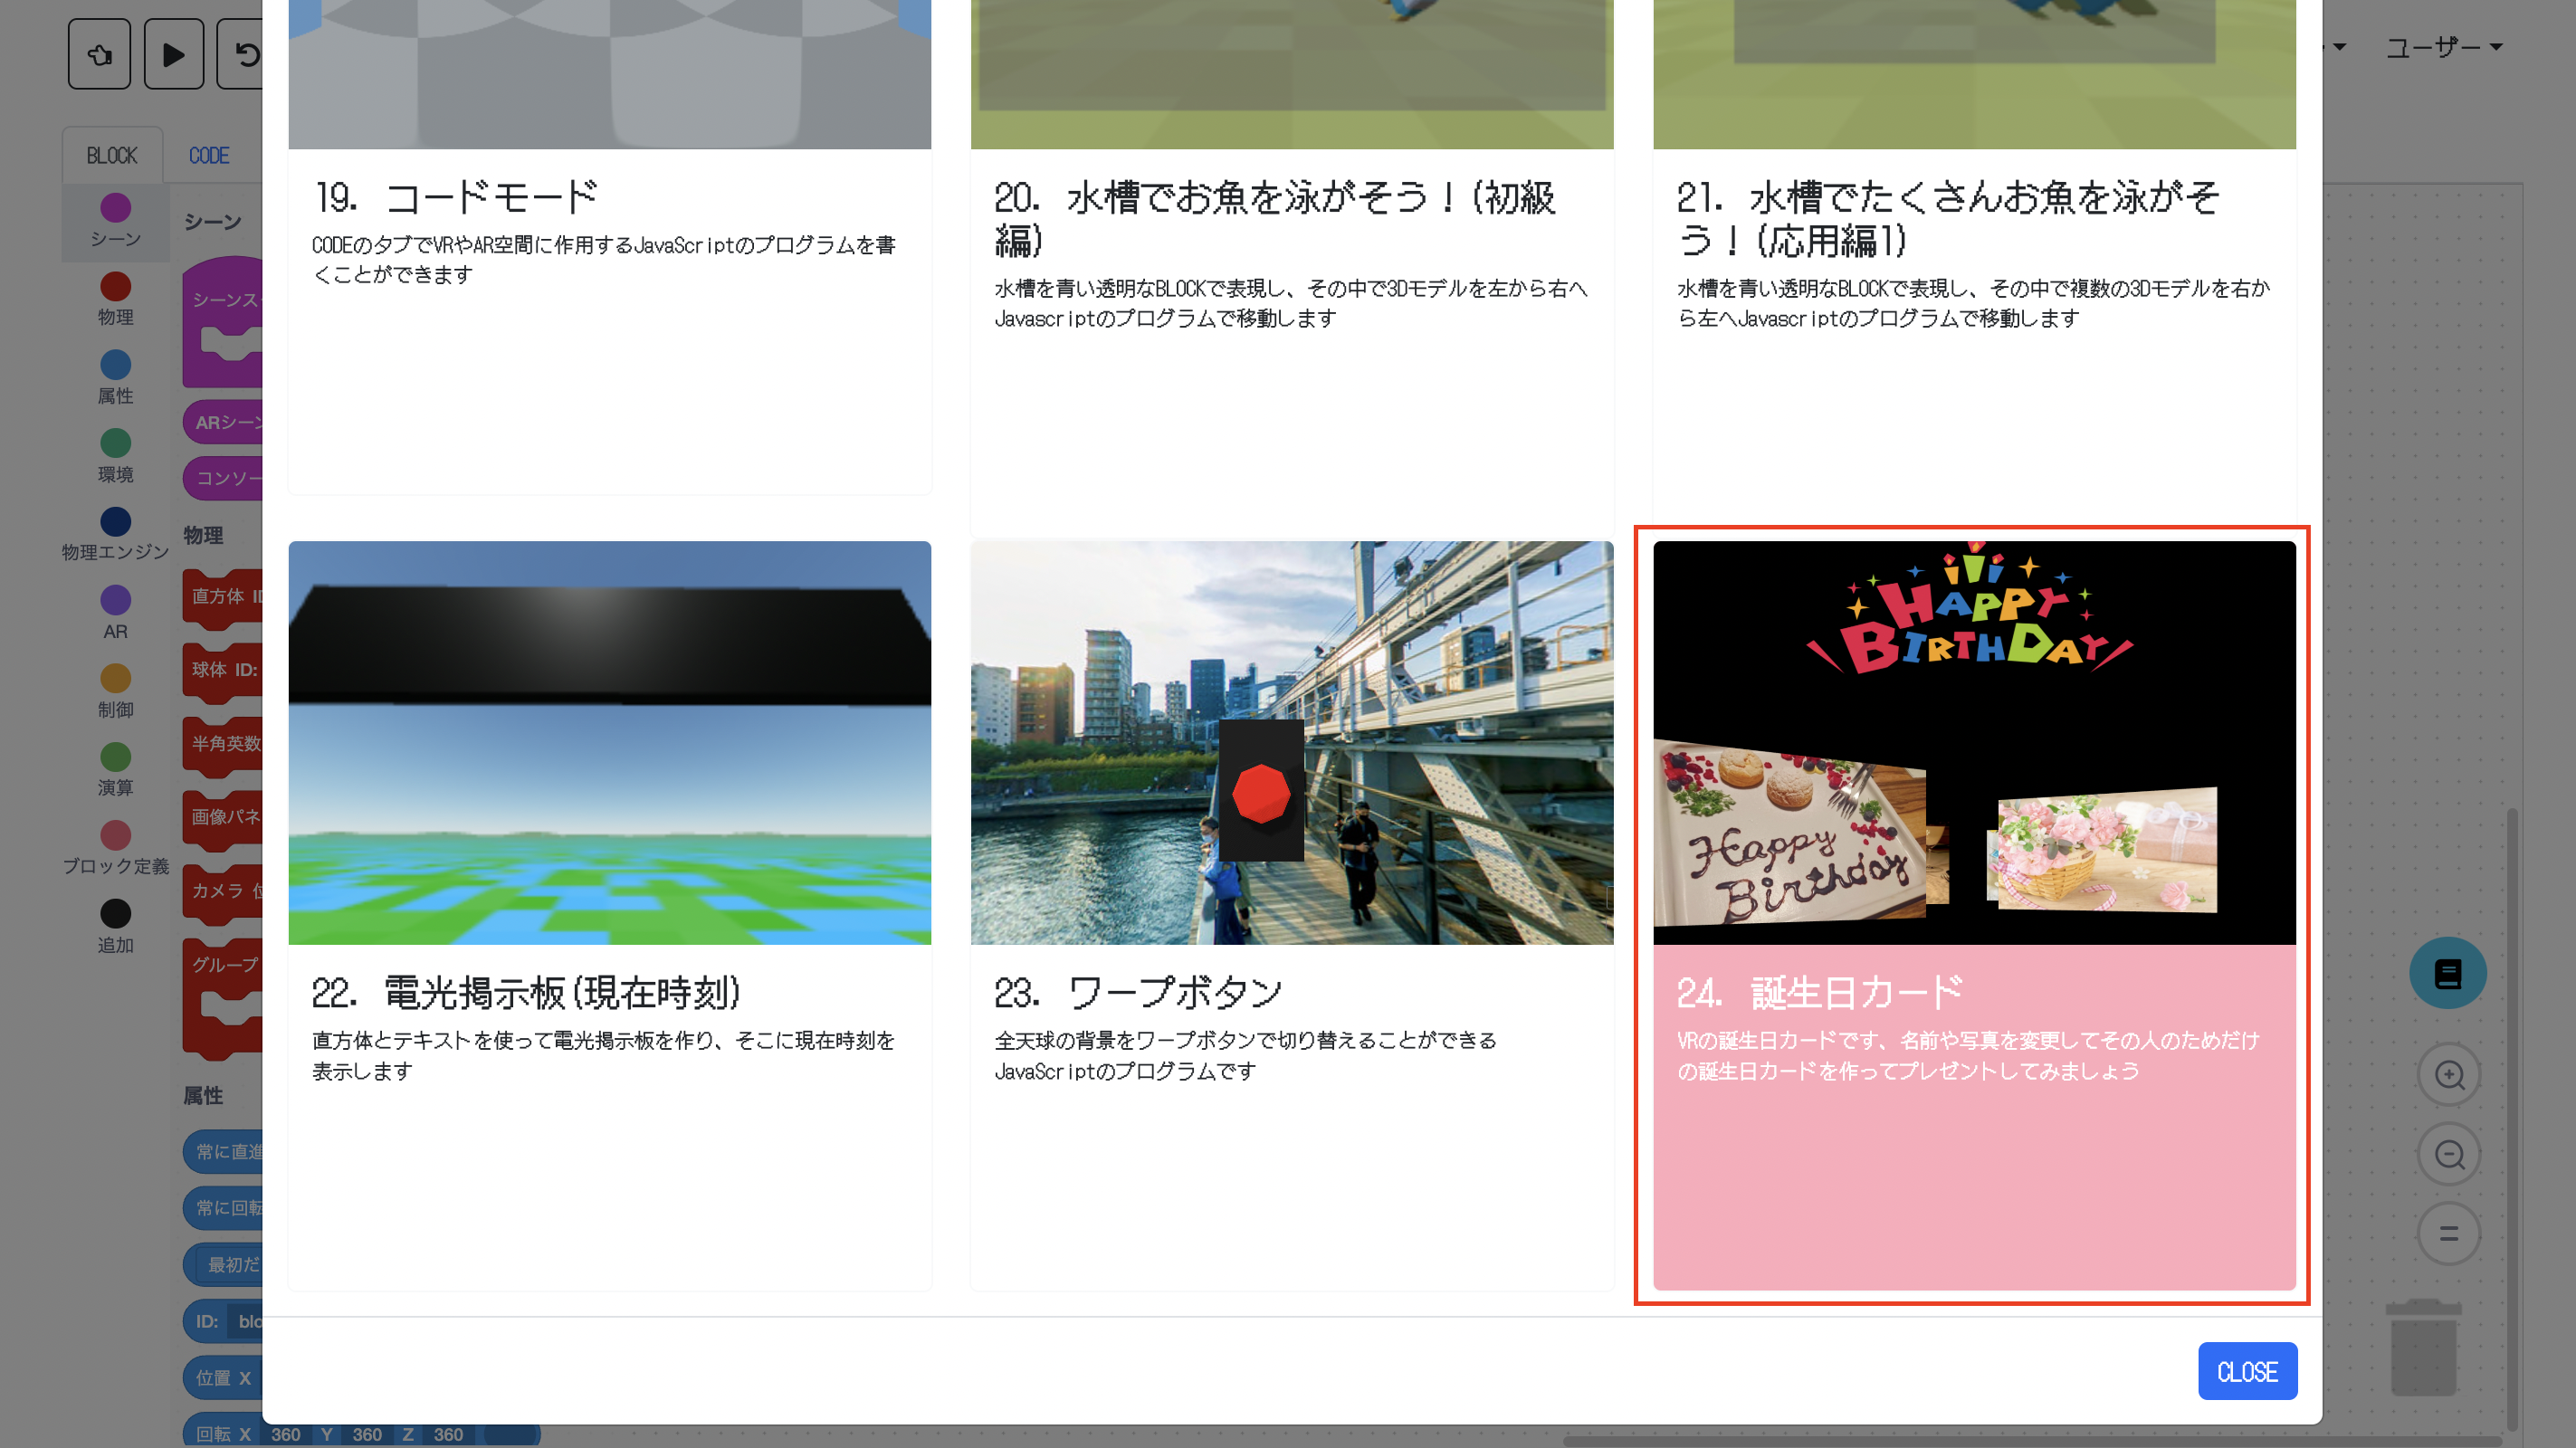 ユーザー
BLOCK
CODE
シーン
物理
属性
環境
物理エンジン
AR
制御
演算
ブロック定義
追加
シーン
シーンス
ARシーン
コンソー
物理
直方体 ID
球体 ID:
半角英数
画像パネ
カメラ 位
グループ
属性
常に直進
常に回転
最初だ
ID: blo
位置 X
回転 X 360 Y 360 Z 360
19. コードモード
CODEのタブでVRやAR空間に作用するJavaScriptのプログラムを書
くことができます
20. 水槽でお魚を泳がそう！(初級
編)
水槽を青い透明なBLOCKで表現し、その中で3Dモデルを左から右へ
Javascriptのプログラムで移動します
21. 水槽でたくさんお魚を泳がそ
う！(応用編1)
水槽を青い透明なBLOCKで表現し、その中で複数の3Dモデルを右か
ら左へJavascriptのプログラムで移動します
22. 電光掲示板(現在時刻)
直方体とテキストを使って電光掲示板を作り、そこに現在時刻を
表示します
23. ワープボタン
全天球の背景をワープボタンで切り替えることができる
JavaScriptのプログラムです
HAPPY
BIRTHDAY
Happy
Birthday
24. 誕生日カード
VRの誕生日カードです、名前や写真を変更してその人のためだけ
の誕生日カードを作ってプレゼントしてみましょう
CLOSE